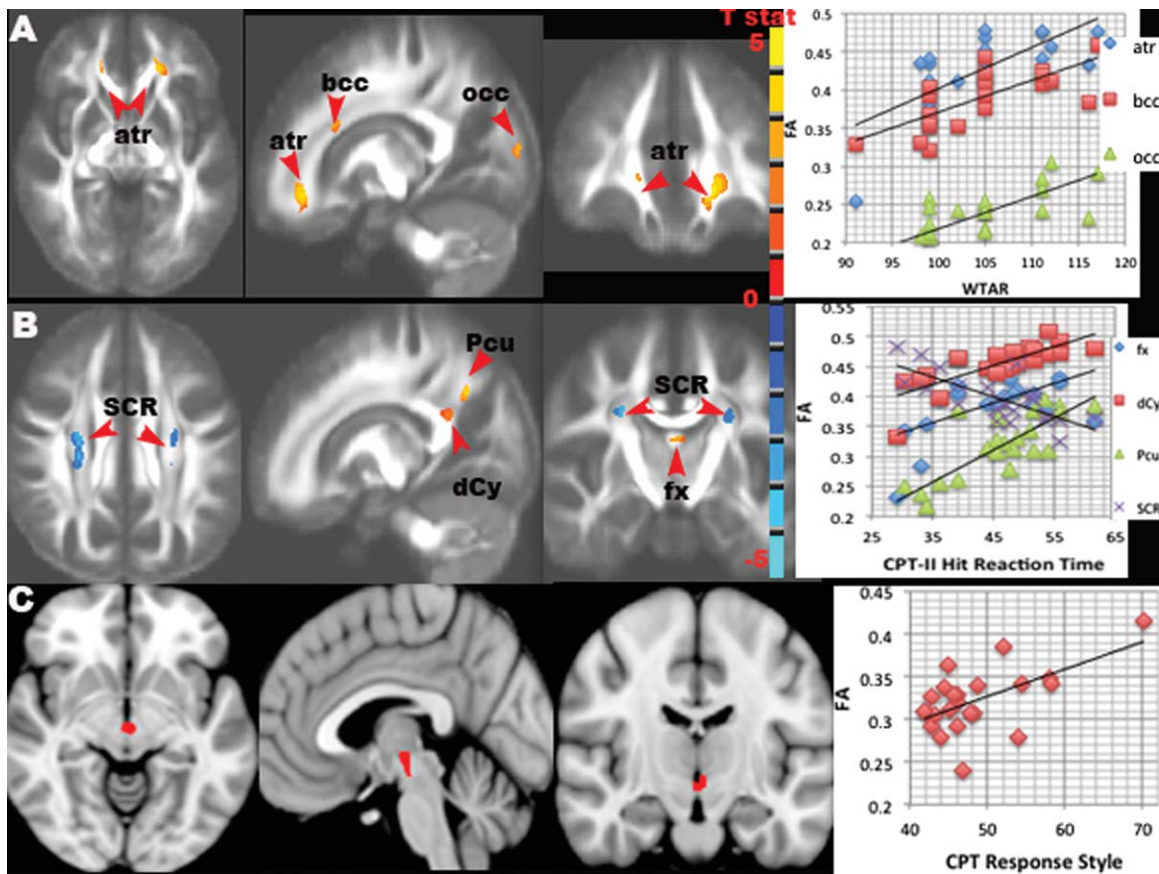 A
atr
bcc
atr
occ
atr
T stat
5
0
-5
0.5
0.45
0.4
0.35
0.3
0.25
0.2
FA
90 95 100 105 110 115 120
WTAR
atr
bcc
occ
B
SCR
Pcu
dCy
SCR
fx
0.5
0.55
0.45
0.4
0.35
0.3
0.25
0.2
FA
25 35 45 55 65
CPT-II Hit Reaction Time
fx
dCy
Pcu
SCR
C
0.45
0.4
0.35
0.3
0.25
0.2
FA
40 50 60 70
CPT Response Style